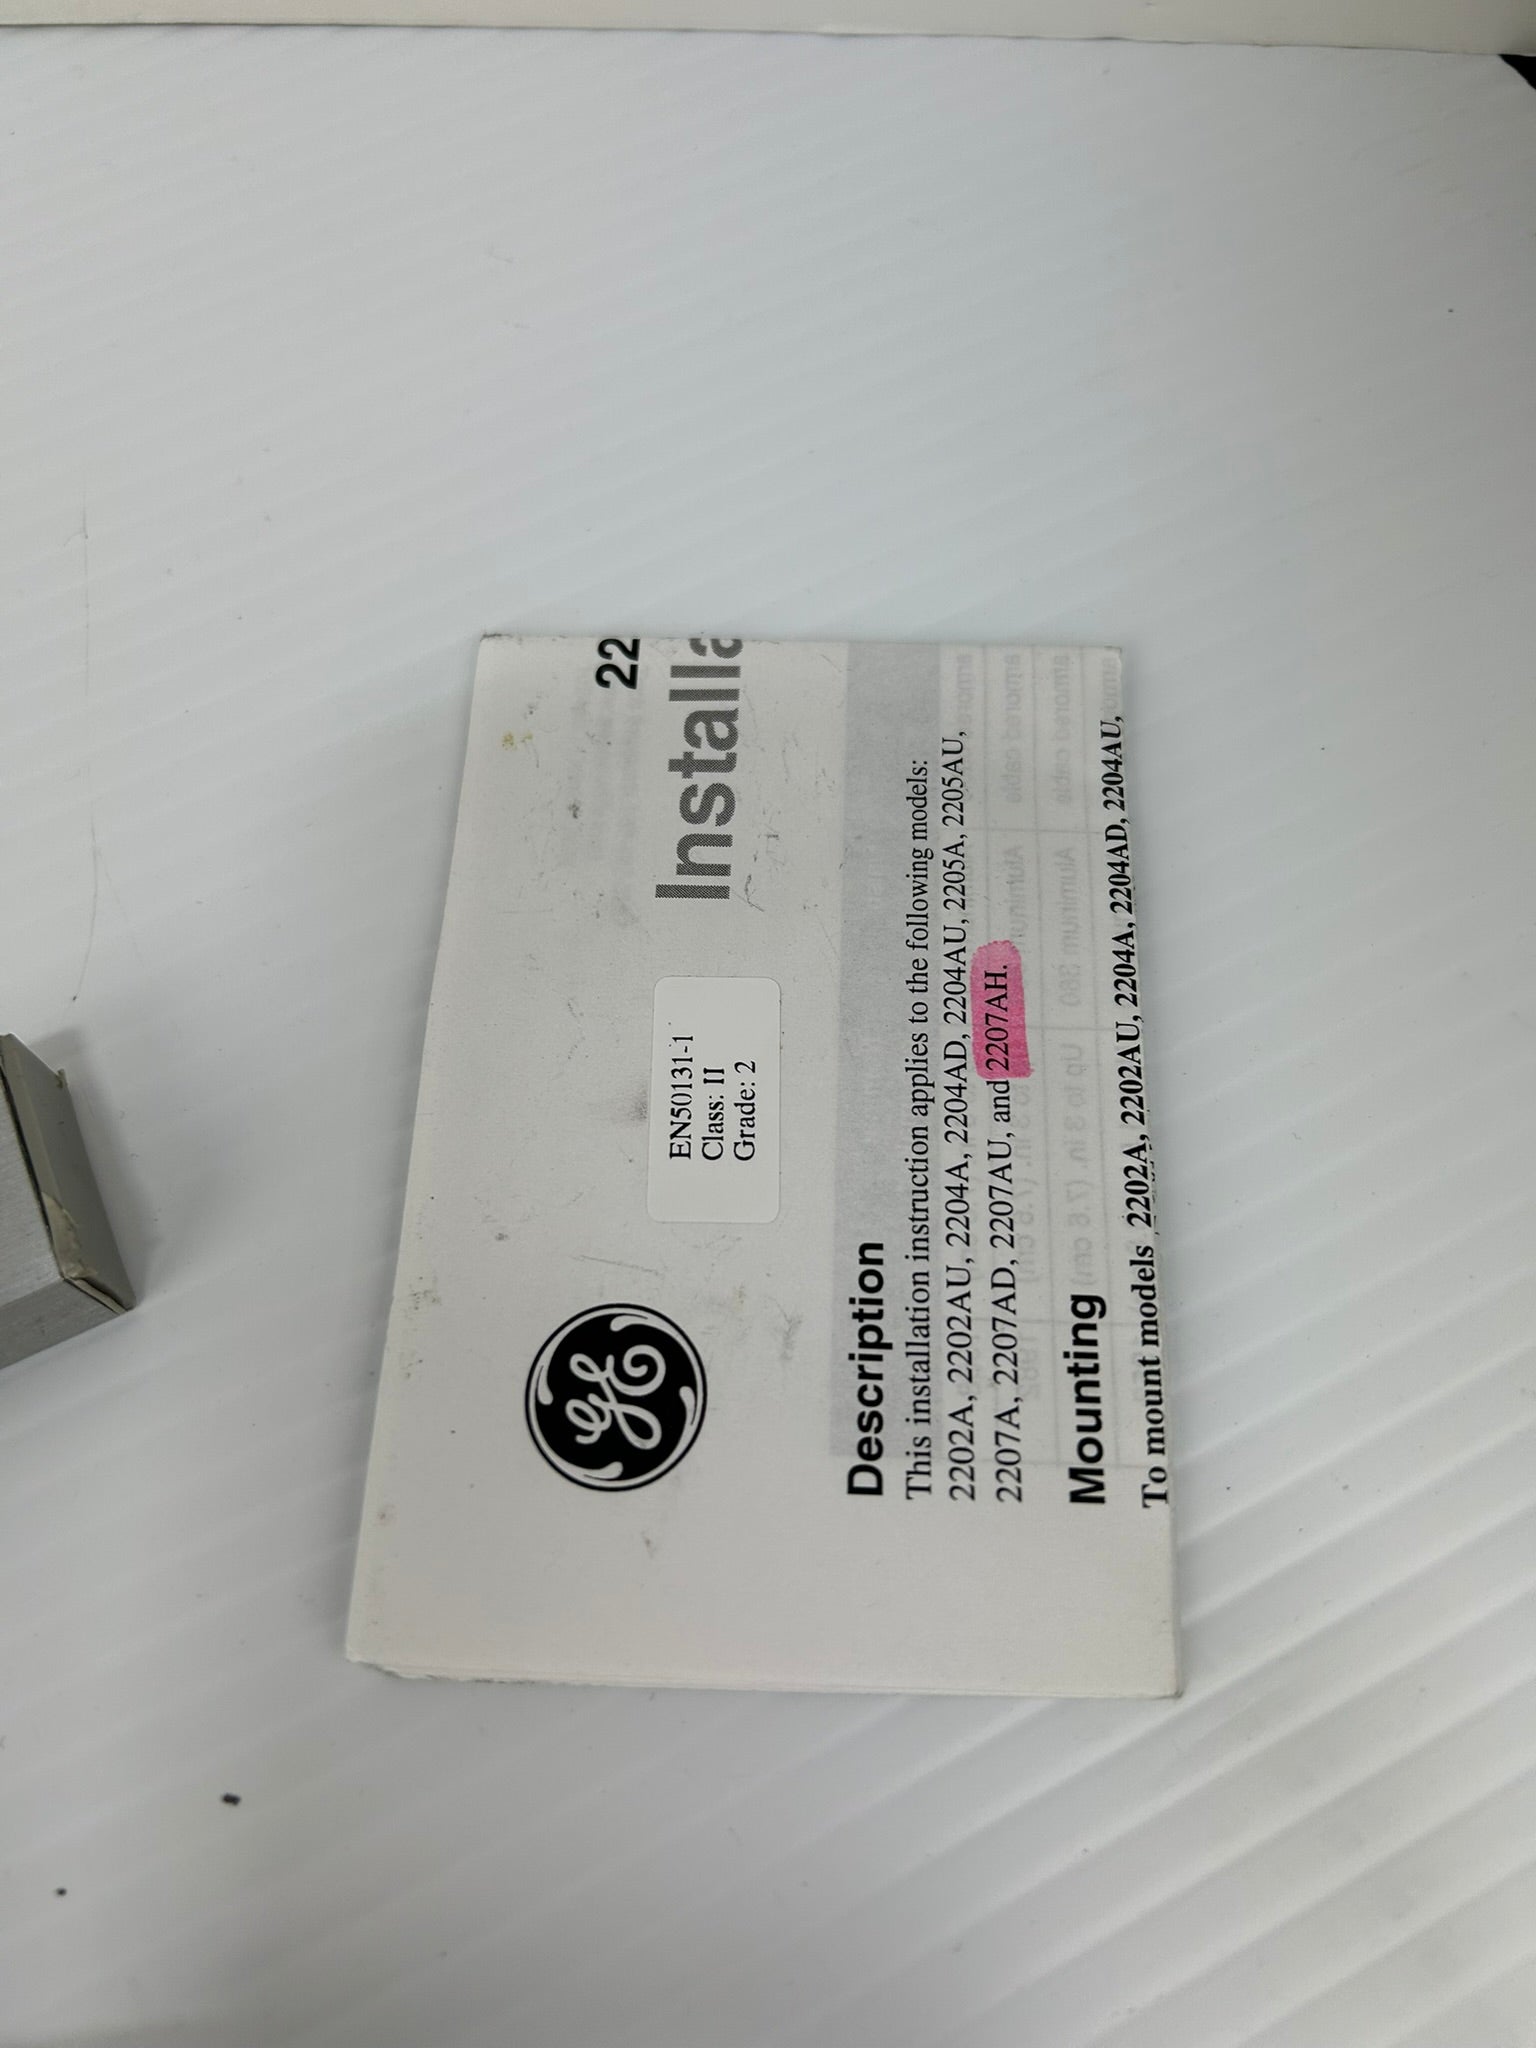 22
Installa
EN50131-1
Class: II
Grade: 2
GE
Description
This installation instruction applies to the following models:
2202A, 2202AU, 2204A, 2204AD, 2204AU, 2205A, 2205AU,
2207A, 2207AD, 2207AU, and 2207AH.
Mounting
To mount models 2202A, 2202AU, 2204A, 2204AD, 2204AU,